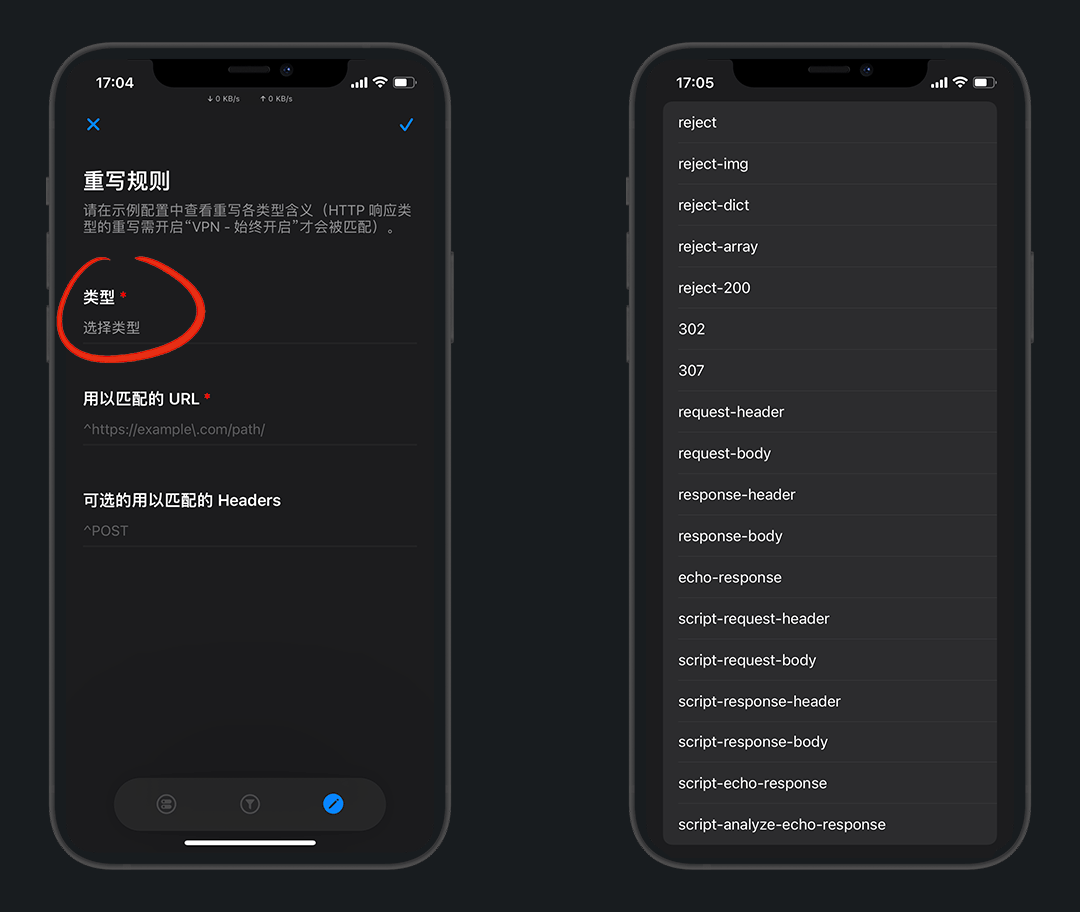 17:04
↓ 0 KB/s ↑ 0 KB/s
重写规则
请在示例配置中查看重写各类型含义（HTTP 响应类
型的重写需开启“VPN - 始终开启”才会被匹配）。
类型 *
选择类型
用以匹配的 URL *
^https://example\.com/path/
可选的用以匹配的 Headers
^POST
17:05
reject
reject-img
reject-dict
reject-array
reject-200
302
307
request-header
request-body
response-header
response-body
echo-response
script-request-header
script-request-body
script-response-header
script-response-body
script-echo-response
script-analyze-echo-response